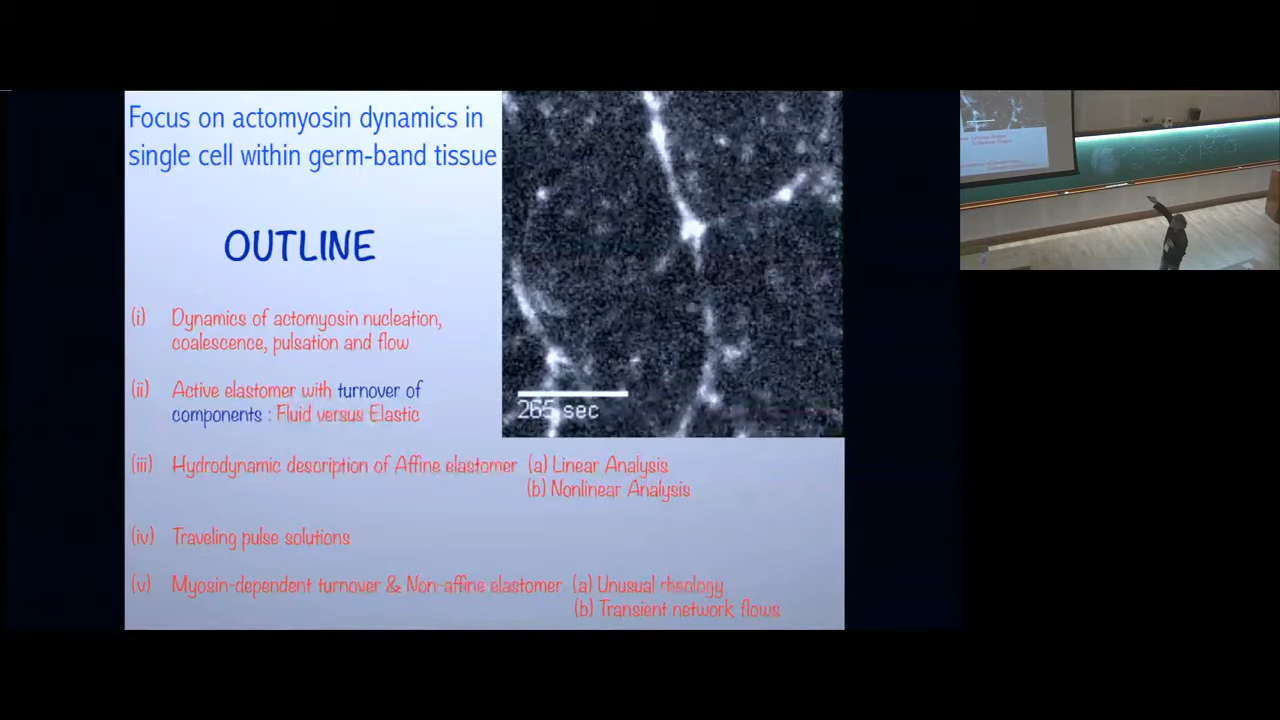 Focus on actomyosin dynamics in
single cell within germ-band tissue
OUTLINE
(i) Dynamics of actomyosin nucleation,
coalescence, pulsation and flow
(ii) Active elastomer with turnover of
components : Fluid versus Elastic
265 sec
(iii) Hydrodynamic description of Affine elastomer (a) Linear Analysis
(b) Nonlinear Analysis
(iv) Traveling pulse solutions
(v) Myosin-dependent turnover & Non-affine elastomer (a) Unusual rheology
(b) Transient network flows